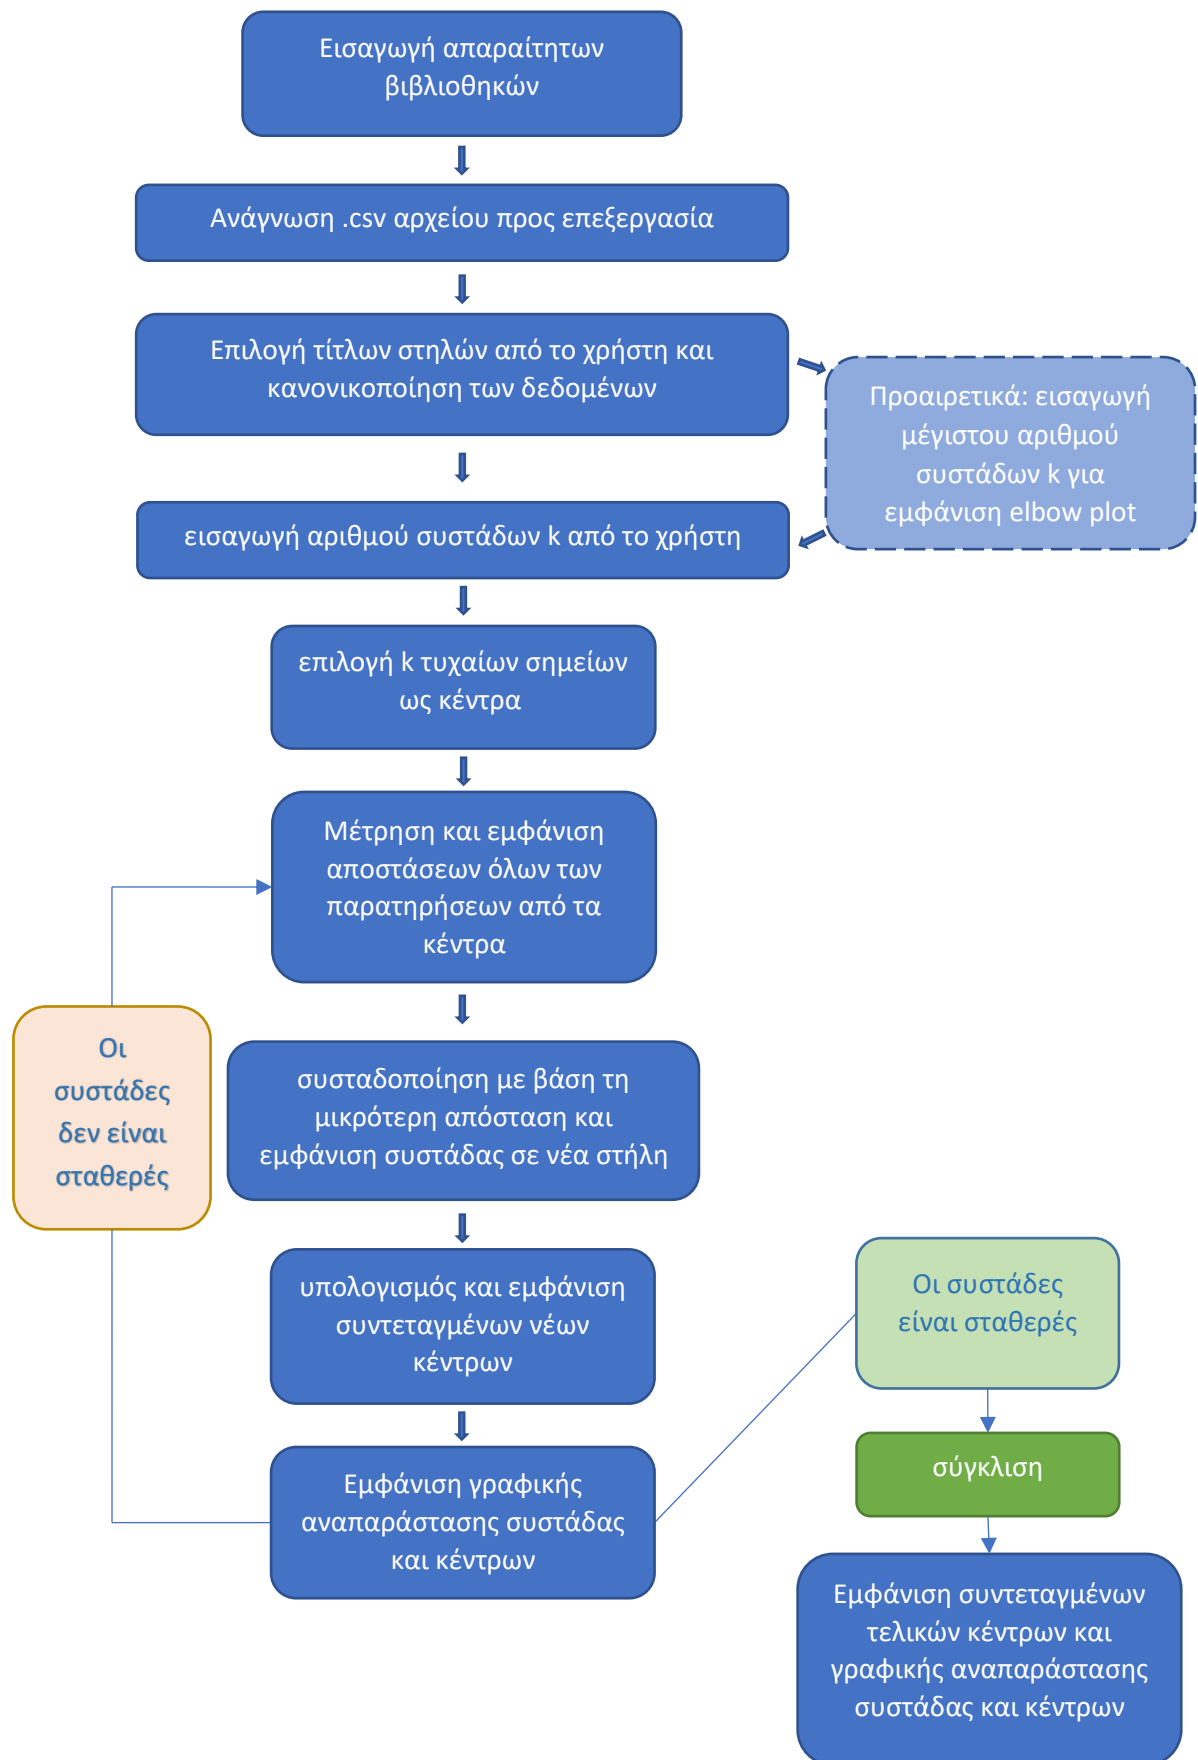 Εισαγωγή απαραίτητων
βιβλιοθηκών
Ανάγνωση .csv αρχείου προς επεξεργασία
Επιλογή τίτλων στηλών από το χρήστη και
κανονικοποίηση των δεδομένων
Προαιρετικά: εισαγωγή
μέγιστου αριθμού
συστάδων k για
εμφάνιση elbow plot
εισαγωγή αριθμού συστάδων k από το χρήστη
επιλογή k τυχαίων σημείων
ως κέντρα
Μέτρηση και εμφάνιση
αποστάσεων όλων των
παρατηρήσεων από τα
κέντρα
Οι
συστάδες
δεν είναι
σταθερές
συσταδοποίηση με βάση τη
μικρότερη απόσταση και
εμφάνιση συστάδας σε νέα στήλη
υπολογισμός και εμφάνιση
συντεταγμένων νέων
κέντρων
Εμφάνιση γραφικής
αναπαράστασης συστάδας
και κέντρων
Οι συστάδες
είναι σταθερές
σύγκλιση
Εμφάνιση συντεταγμένων
τελικών κέντρων και
γραφικής αναπαράστασης
συστάδας και κέντρων